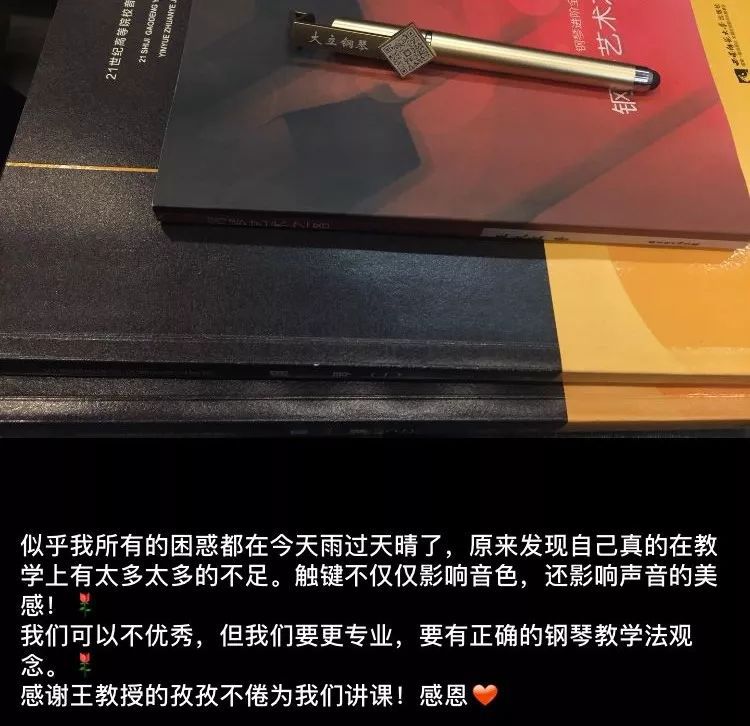 21世纪高等院校音
21 SHIJI GAODENG Y
YINYUE ZHUANYE J
大立钢琴
钢琴进阶全
钢
艺术
似乎我所有的困惑都在今天雨过天晴了，原来发现自己真的在教
学上有太多太多的不足。触键不仅仅影响音色，还影响声音的美
感！🌹
我们可以不优秀，但我们要更专业，要有正确的钢琴教学法观
念。🌹
感谢王教授的孜孜不倦为我们讲课！感恩❤️